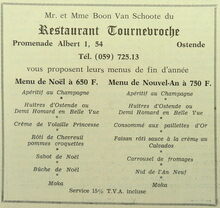 Mr. et Mme Boon Van Schoote du
Restaurant Tournebroche
Promenade Albert 1, 54 Ostende
Tél. (059) 725.13
vous proposent leurs menus de fin d'année
Menu de Noël à 650 F.
Apéritif au Champagne
Huîtres d'Ostende ou
Demi Homard en Belle Vue
Crème de Volaille Princesse
Rôti de Chevreuil
pommes croquettes
Sabot de Noël
Bûche de Noël
Moka
Menu de Nouvel-An à 750 F.
Apéritif au Champagne
Huîtres d'Ostende ou
Demi Homard en Belle Vue
Consommé aux paillettes d'Or
Faisan rôti sauce à la crème au
Calvados
Carrousel de fromages
Nid de l'An Neuf
Moka
Service 15% T.V.A. incluse